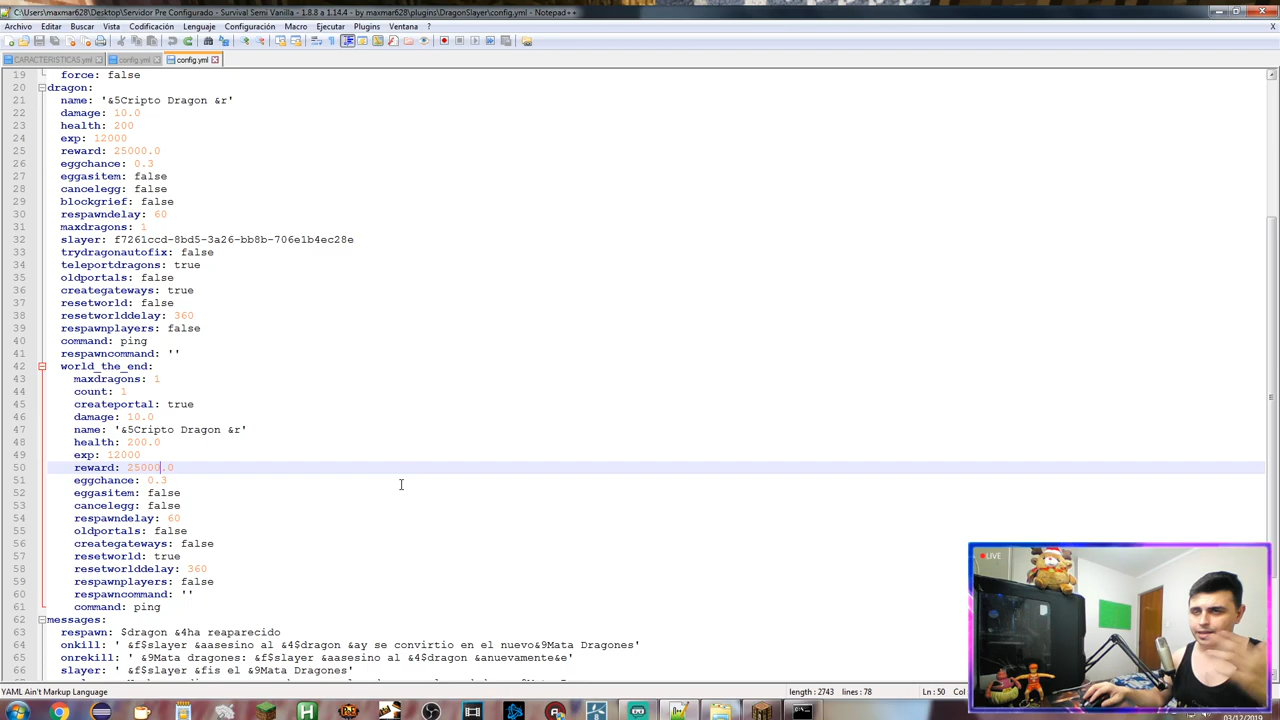 C:\Users\maxmar628\Desktop\Servidor Pre Configurado - Survival Semi Vanilla - 1.8.8 a 1.14.4 - by maxmar628\plugins\DragonSlayer\config.yml - Notepad++
Archivo Editar Buscar Vista Codificación Lenguaje Configuración Macro Ejecutar Plugins Ventana ?
CARACTERISTICAS.yml config.yml config.yml
19 force: false
20 dragon:
21 name: '&5Cripto Dragon &r'
22 damage: 10.0
23 health: 200
24 exp: 12000
25 reward: 25000.0
26 eggchance: 0.3
27 eggasitem: false
28 cancelegg: false
29 blockgrief: false
30 respawndelay: 60
31 maxdragons: 1
32 slayer: f7261ccd-8bd5-3a26-bb8b-706e1b4ec28e
33 trydragonautofix: false
34 teleportdragons: true
35 oldportals: false
36 creategateways: true
37 resetworld: false
38 resetworlddelay: 360
39 respawnplayers: false
40 command: ping
41 respawncommand: ''
42 world_the_end:
43 maxdragons: 1
44 count: 1
45 createportal: true
46 damage: 10.0
47 name: '&5Cripto Dragon &r'
48 health: 200.0
49 exp: 12000
50 reward: 25000.0
51 eggchance: 0.3
52 eggasitem: false
53 cancelegg: false
54 respawndelay: 60
55 oldportals: false
56 creategateways: false
57 resetworld: true
58 resetworlddelay: 360
59 respawnplayers: false
60 respawncommand: ''
61 command: ping
62 messages:
63 respawn: $dragon &4ha reaparecido
64 onkill: ' &f$slayer &aasesino al &4$dragon &ay se convirtio en el nuevo&9Mata Dragones'
65 onrekill: ' &9Mata dragones: &f$slayer &aasesino al &4$dragon &anuevamente&e'
66 slayer: ' &f$slayer &fis el &9Mata Dragones'
YAML Ain't Markup Language length : 2743 lines : 78 Ln : 50 Col
LIVE
03/12/2019